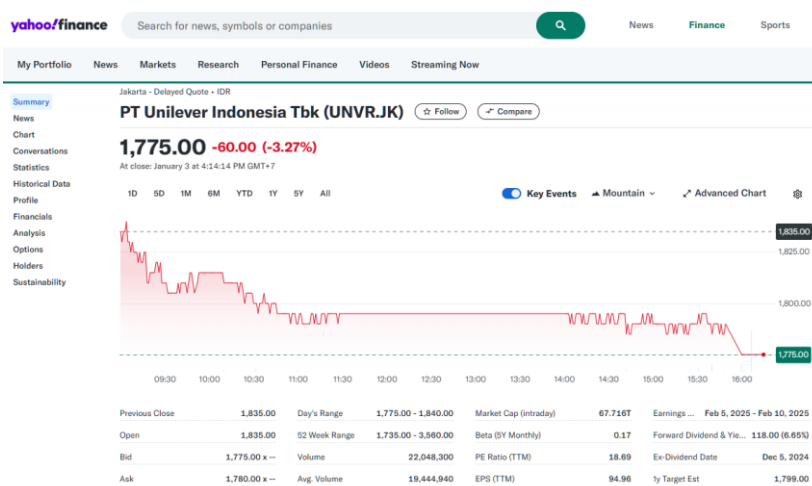 yahoo!finance Search for news, symbols or companies News Finance Sports
My Portfolio News Markets Research Personal Finance Videos Streaming Now
Summary
News
Chart
Conversations
Statistics
Historical Data
Profile
Financials
Analysis
Options
Holders
Sustainability
Jakarta - Delayed Quote • IDR
PT Unilever Indonesia Tbk (UNVR.JK) ☆ Follow Compare
1,775.00 -60.00 (-3.27%)
At close: January 3 at 4:14:14 PM GMT+7
1D 5D 1M 6M YTD 1Y 5Y All Key Events Mountain Advanced Chart
1,835.00
1,825.00
1,800.00
1,775.00
09:30 10:00 10:30 11:00 11:30 12:00 12:30 13:00 13:30 14:00 14:30 15:00 15:30 16:00
Previous Close 1,835.00 Day's Range 1,775.00 - 1,840.00 Market Cap (intraday) 67.716T Earnings ... Feb 5, 2025 - Feb 10, 2025
Open 1,835.00 52 Week Range 1,735.00 - 3,560.00 Beta (5Y Monthly) 0.17 Forward Dividend & Yie... 118.00 (6.65%)
Bid 1,775.00 x -- Volume 22,048,300 PE Ratio (TTM) 18.69 Ex-Dividend Date Dec 5, 2024
Ask 1,780.00 x -- Avg. Volume 19,444,940 EPS (TTM) 94.96 1y Target Est 1,799.00